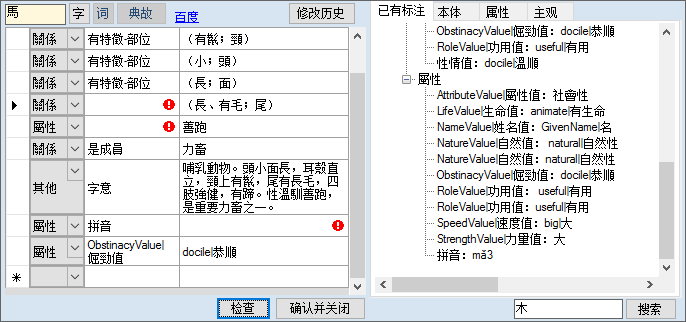 馬 字 词 典故 百度 修改历史
關係 有特徵-部位 （有鬃；頸）
關係 有特徵-部位 （小；頭）
關係 有特徵-部位 （長；面）
關係 （長、有毛；尾）
屬性 善跑
關係 是成員 力畜
其他 字意 哺乳動物。頭小面長，耳殼直
立，頸上有鬃，尾有長毛，四
肢強健，有蹄。性溫馴善跑，
是重要力畜之一。
屬性 拼音
屬性 ObstinacyValue| docile|恭順
倔勁值
检查 确认并关闭
已有标注 本体 属性 主观
ObstinacyValue|倔勁值：docile|恭順
RoleValue|功用值：useful|有用
性情值：docile|溫順
屬性
AttributeValue|屬性值：社會性
LifeValue|生命值：animate|有生命
NameValue|姓名值：GivenName|名
NatureValue|自然值： natural|自然性
NatureValue|自然值：natural|自然性
ObstinacyValue|倔勁值：docile|恭順
RoleValue|功用值： useful|有用
RoleValue|功用值：useful|有用
SpeedValue|速度值：big|大
StrengthValue|力量值：大
拼音：mǎ3
木 搜索